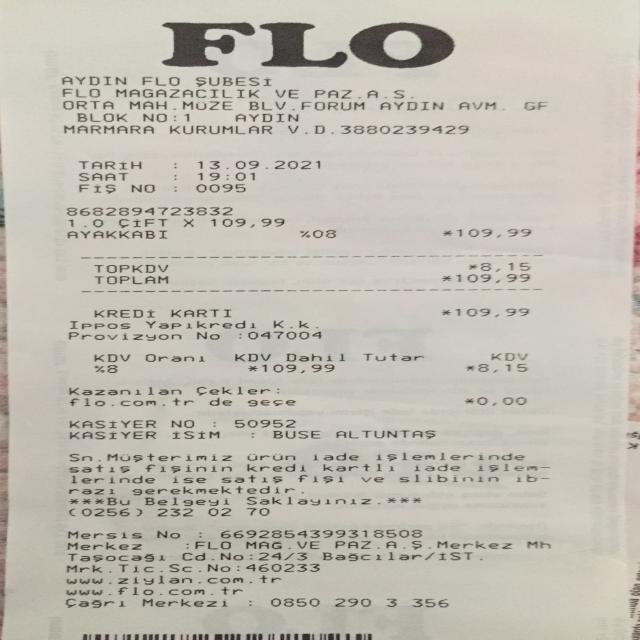 FLO
AYDIN FLO ŞUBESİ
FLO MAGAZACILIK VE PAZ.A.S.
ORTA MAH.MÜZE BLV.FORUM AYDIN AVM. GF
BLOK NO:1 AYDIN
MARMARA KURUMLAR V.D.3880239429
TARİH : 13.09.2021
SAAT : 19:01
FİŞ NO : 0095
8682894723832
1.0 ÇİFT X 109,99
AYAKKABI %08 *109,99
TOPKDV *8,15
TOPLAM *109,99
KREDİ KARTI *109,99
Ippos Yapıkredi K.k.
Provizyon No :047004
KDV Oranı KDV Dahil Tutar KDV
%8 *109,99 *8,15
Kazanılan Çekler:
flo.com.tr de geçe *0,00
KASİYER NO : 50952
KASİYER İSİM : BUSE ALTUNTAŞ
Sn.Müşterimiz ürün iade işlemlerinde
satış fişinin kredi kartlı iade işlem-
lerinde ise satış fişi ve slibinin ib-
razı gerekmektedir.
***Bu Belgeyi Saklayınız.***
(0256) 232 02 70
Mersis No : 6692854399318508
Merkez :FLO MAG.VE PAZ.A.Ş.Merkez Mh
Taşocağı Cd.No:24/3 Bağcılar/İST.
Mrk.Tic.Sc.No:460233
www.ziylan.com.tr
www.flo.com.tr
Çağrı Merkezi : 0850 290 3 356